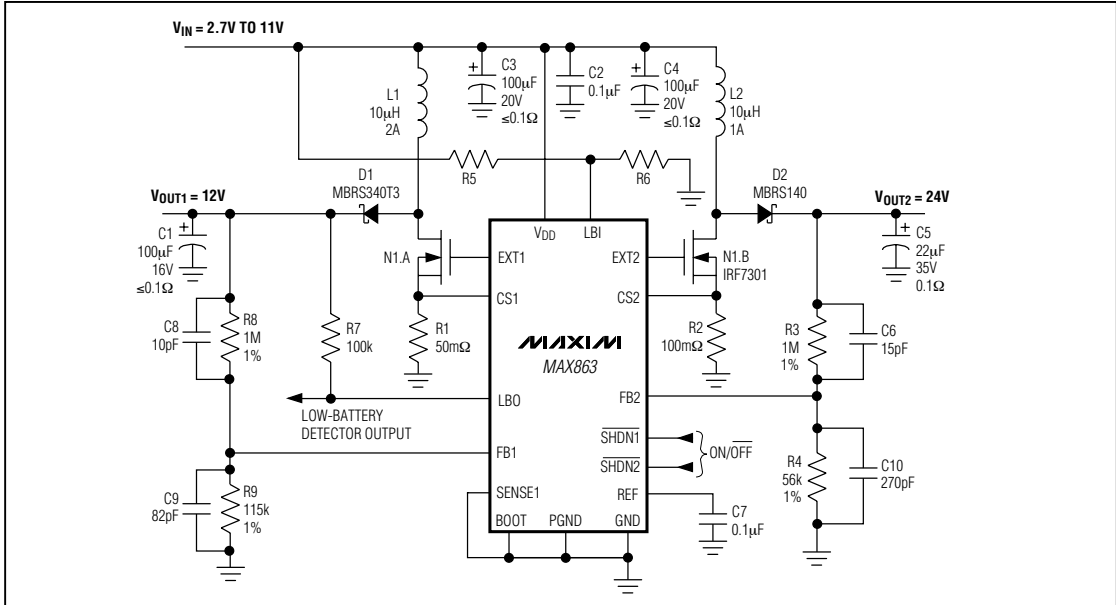 VIN = 2.7V TO 11V
L1
10μH
2A
C3
100μF
20V
≤0.1Ω
C2
0.1μF
C4
100μF
20V
≤0.1Ω
L2
10μH
1A
R5
R6
D1
MBRS340T3
D2
MBRS140
VOUT1 = 12V
VOUT2 = 24V
C1
100μF
16V
≤0.1Ω
C5
22μF
35V
0.1Ω
VDD
LBI
N1.A
EXT1
EXT2
N1.B
IRF7301
CS1
CS2
C8
10pF
R8
1M
1%
R7
100k
R1
50mΩ
MAXIM
MAX863
R2
100mΩ
R3
1M
1%
C6
15pF
LBO
FB2
LOW-BATTERY
DETECTOR OUTPUT
FB1
SHDN1
SHDN2
ON/OFF
C9
82pF
R9
115k
1%
SENSE1
REF
R4
56k
1%
C10
270pF
C7
0.1μF
BOOT
PGND
GND